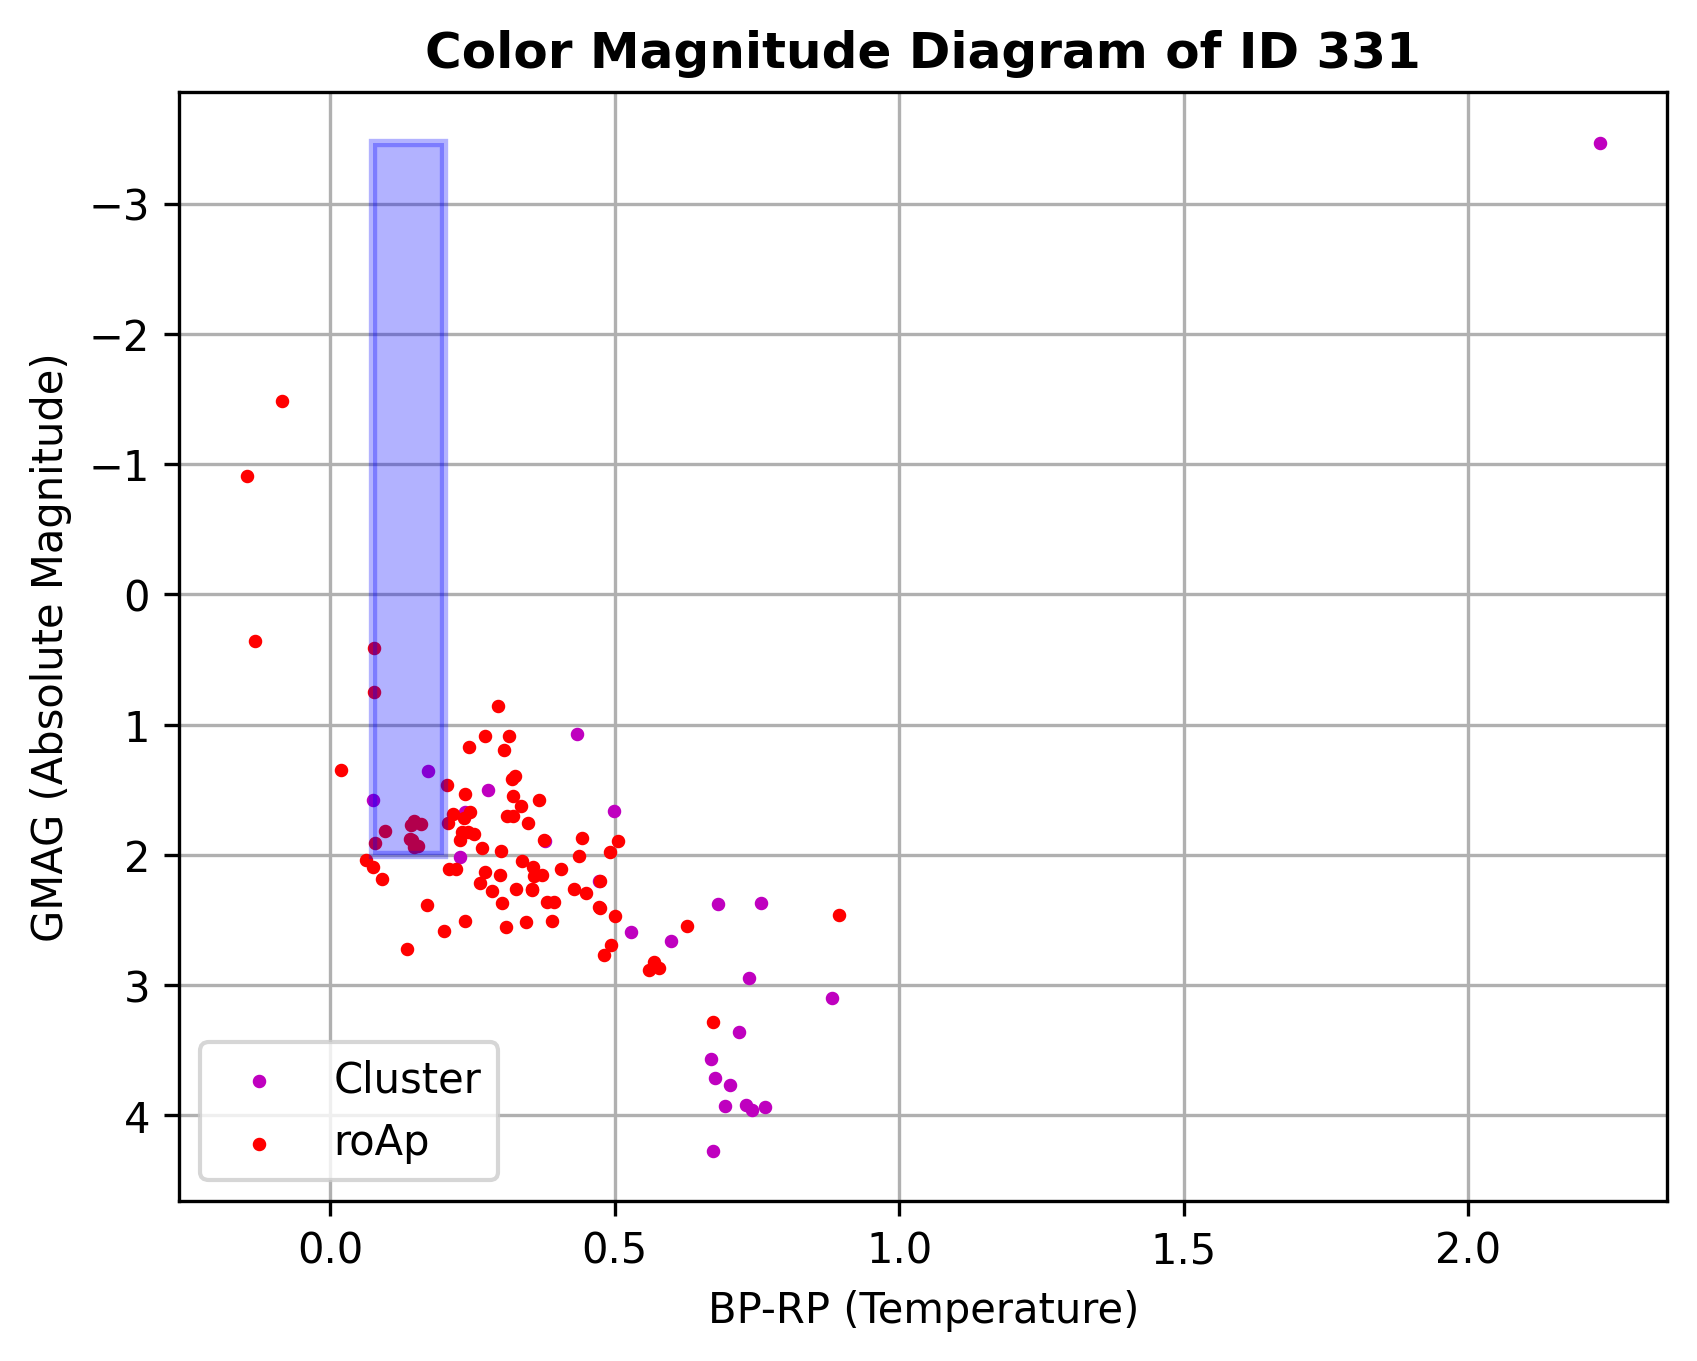 Color Magnitude Diagram of ID 331
GMAG (Absolute Magnitude)
−3
−2
−1
0
1
2
3
4
Cluster
roAp
0.0 0.5 1.0 1.5 2.0
BP-RP (Temperature)